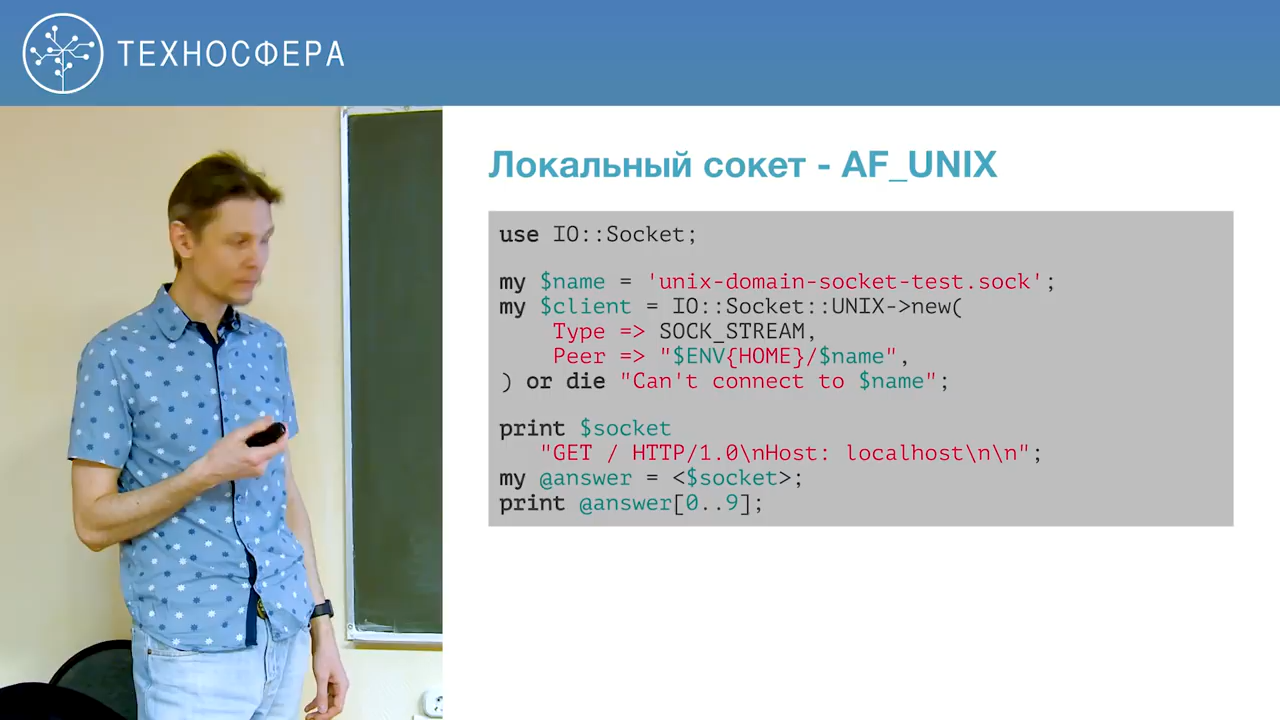 ТЕХНОСФЕРА
Локальный сокет - AF_UNIX
use IO::Socket;
my $name = 'unix-domain-socket-test.sock';
my $client = IO::Socket::UNIX->new(
    Type => SOCK_STREAM,
    Peer => "$ENV{HOME}/$name",
) or die "Can't connect to $name";
print $socket
   "GET / HTTP/1.0\nHost: localhost\n\n";
my @answer = <$socket>;
print @answer[0..9];